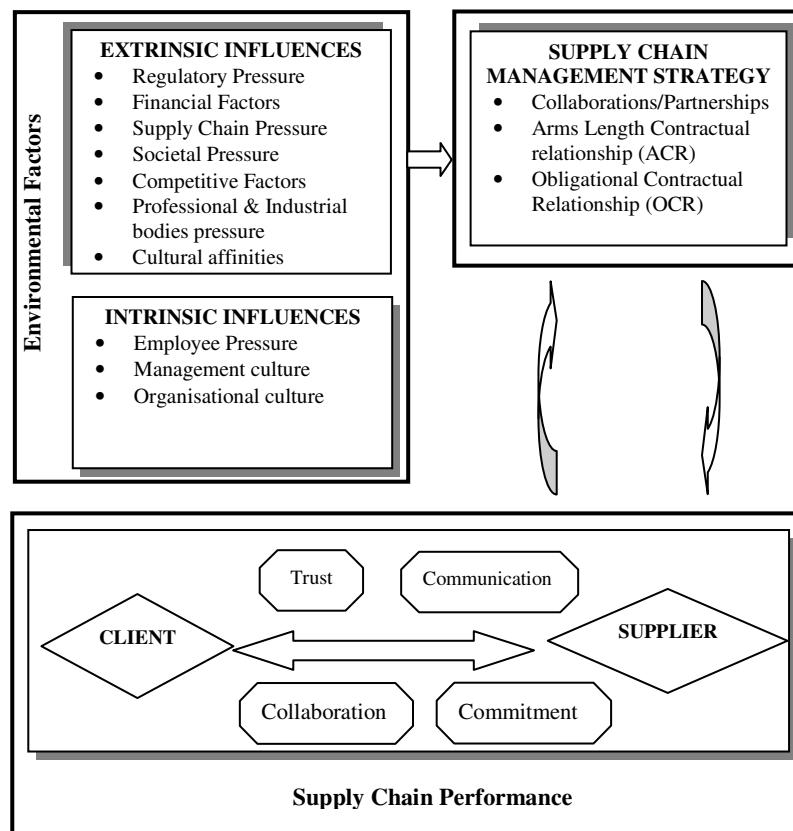 Environmental Factors
EXTRINSIC INFLUENCES
• Regulatory Pressure
• Financial Factors
• Supply Chain Pressure
• Societal Pressure
• Competitive Factors
• Professional & Industrial
bodies pressure
• Cultural affinities
INTRINSIC INFLUENCES
• Employee Pressure
• Management culture
• Organisational culture
SUPPLY CHAIN
MANAGEMENT STRATEGY
• Collaborations/Partnerships
• Arms Length Contractual
relationship (ACR)
• Obligational Contractual
Relationship (OCR)
Trust
Communication
CLIENT
SUPPLIER
Collaboration
Commitment
Supply Chain Performance